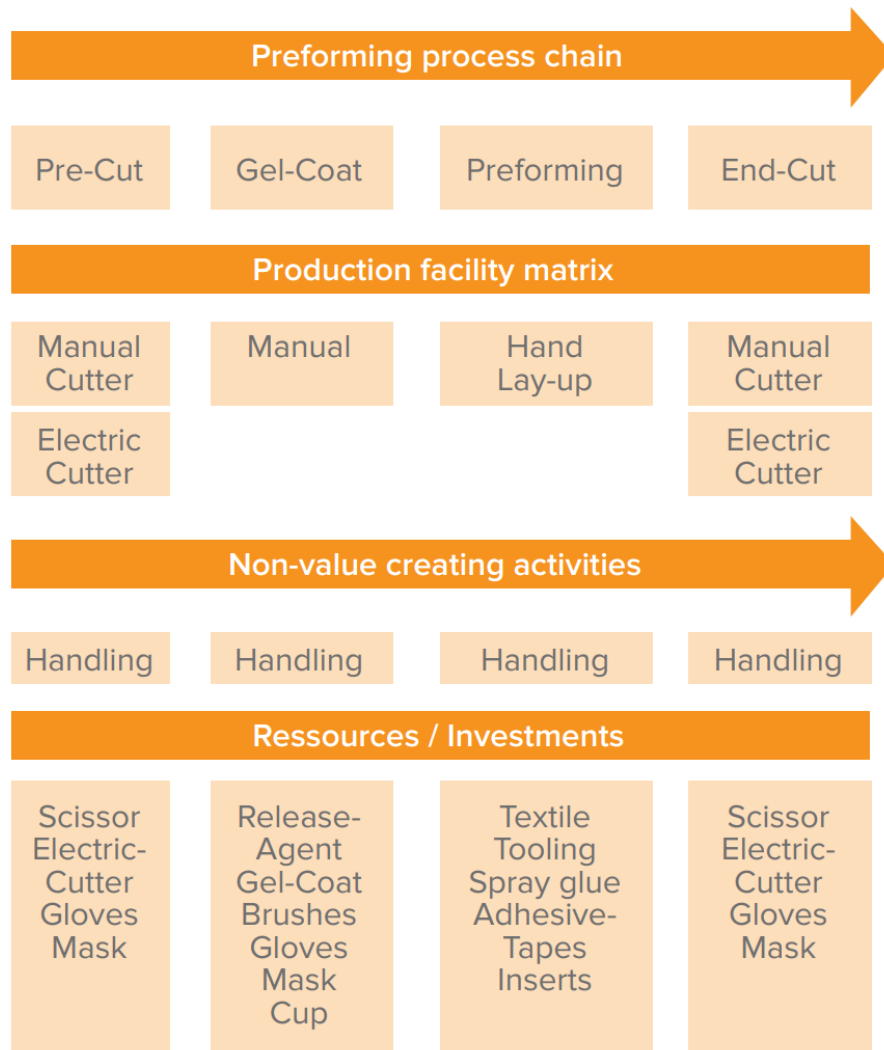 Preforming process chain
Pre-Cut
Gel-Coat
Preforming
End-Cut
Production facility matrix
Manual
Cutter
Manual
Hand
Lay-up
Manual
Cutter
Electric
Cutter
Electric
Cutter
Non-value creating activities
Handling
Handling
Handling
Handling
Ressources / Investments
Scissor
Electric-
Cutter
Gloves
Mask
Release-
Agent
Gel-Coat
Brushes
Gloves
Mask
Cup
Textile
Tooling
Spray glue
Adhesive-
Tapes
Inserts
Scissor
Electric-
Cutter
Gloves
Mask